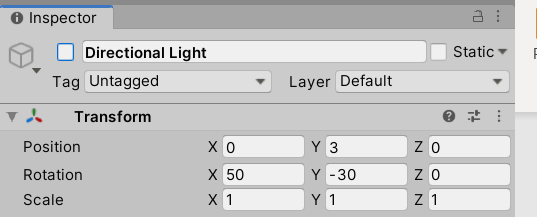 Inspector
Directional Light Static
Tag Untagged Layer Default
Transform
Position X 0 Y 3 Z 0
Rotation X 50 Y -30 Z 0
Scale X 1 Y 1 Z 1